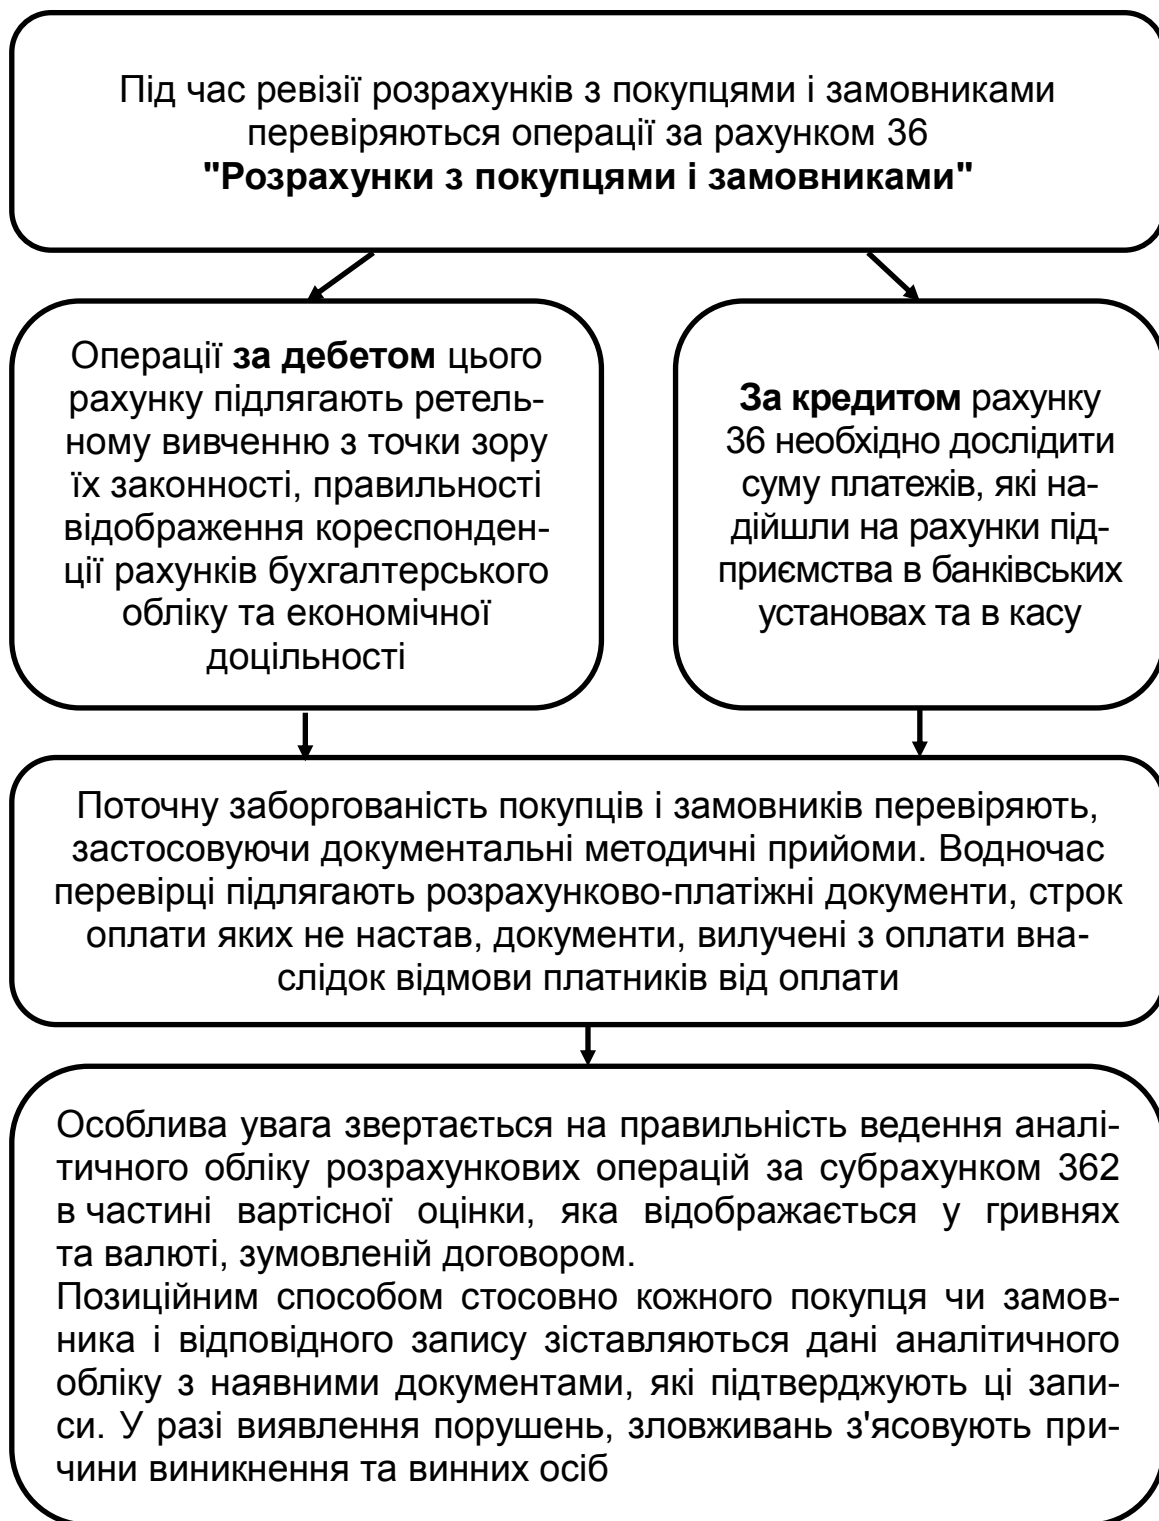 Під час ревізії розрахунків з покупцями і замовниками
перевіряються операції за рахунком 36
"Розрахунки з покупцями і замовниками"
Операції за дебетом цього
рахунку підлягають ретель-
ному вивченню з точки зору
їх законності, правильності
відображення кореспонден-
ції рахунків бухгалтерського
обліку та економічної
доцільності
За кредитом рахунку
36 необхідно дослідити
суму платежів, які на-
дійшли на рахунки під-
приємства в банківських
установах та в касу
Поточну заборгованість покупців і замовників перевіряють,
застосовуючи документальні методичні прийоми. Водночас
перевірці підлягають розрахунково-платіжні документи, строк
оплати яких не настав, документи, вилучені з оплати вна-
слідок відмови платників від оплати
Особлива увага звертається на правильність ведення аналі-
тичного обліку розрахункових операцій за субрахунком 362
в частині вартісної оцінки, яка відображається у гривнях
та валюті, зумовленій договором.
Позиційним способом стосовно кожного покупця чи замов-
ника і відповідного запису зіставляються дані аналітичного
обліку з наявними документами, які підтверджують ці запи-
си. У разі виявлення порушень, зловживань з'ясовують при-
чини виникнення та винних осіб